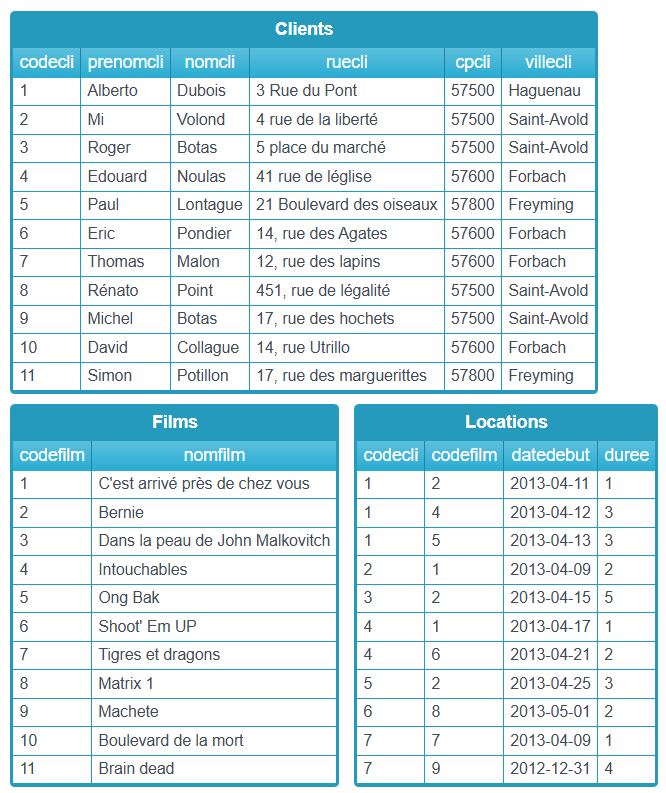 Clients
codecli prenomcli nomcli ruecli cpcli villecli
1 Alberto Dubois 3 Rue du Pont 57500 Haguenau
2 Mi Volond 4 rue de la liberté 57500 Saint-Avold
3 Roger Botas 5 place du marché 57500 Saint-Avold
4 Edouard Noulas 41 rue de léglise 57600 Forbach
5 Paul Lontague 21 Boulevard des oiseaux 57800 Freyming
6 Eric Pondier 14, rue des Agates 57600 Forbach
7 Thomas Malon 12, rue des lapins 57600 Forbach
8 Rénato Point 451, rue de légalité 57500 Saint-Avold
9 Michel Botas 17, rue des hochets 57500 Saint-Avold
10 David Collague 14, rue Utrillo 57600 Forbach
11 Simon Potillon 17, rue des marguerittes 57800 Freyming
Films
codefilm nomfilm
1 C'est arrivé près de chez vous
2 Bernie
3 Dans la peau de John Malkovitch
4 Intouchables
5 Ong Bak
6 Shoot' Em UP
7 Tigres et dragons
8 Matrix 1
9 Machete
10 Boulevard de la mort
11 Brain dead
Locations
codecli codefilm datedebut duree
1 2 2013-04-11 1
1 4 2013-04-12 3
1 5 2013-04-13 3
2 1 2013-04-09 2
3 2 2013-04-15 5
4 1 2013-04-17 1
4 6 2013-04-21 2
5 2 2013-04-25 3
6 8 2013-05-01 2
7 7 2013-04-09 1
7 9 2012-12-31 4